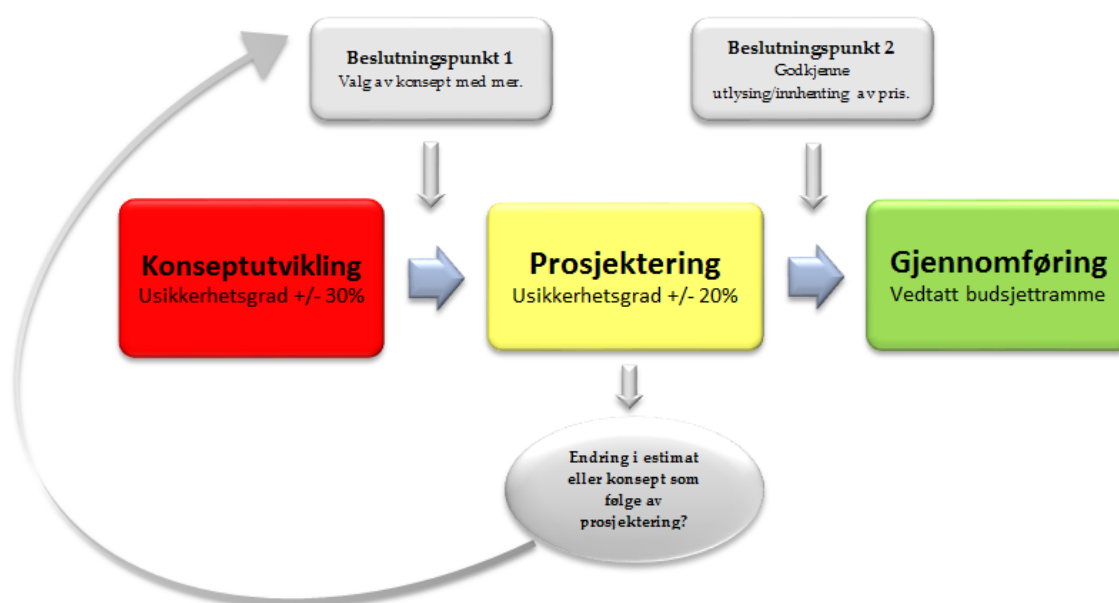 Beslutningspunkt 1
Valg av konsept med mer.
Beslutningspunkt 2
Godkjenne
utlysing/innhenting av pris.
Konseptutvikling
Usikkerhetsgrad +/- 30%
Prosjektering
Usikkerhetsgrad +/- 20%
Gjennomføring
Vedtatt budsjettramme
Endring i estimat
eller konsept som
følge av
prosjektering?